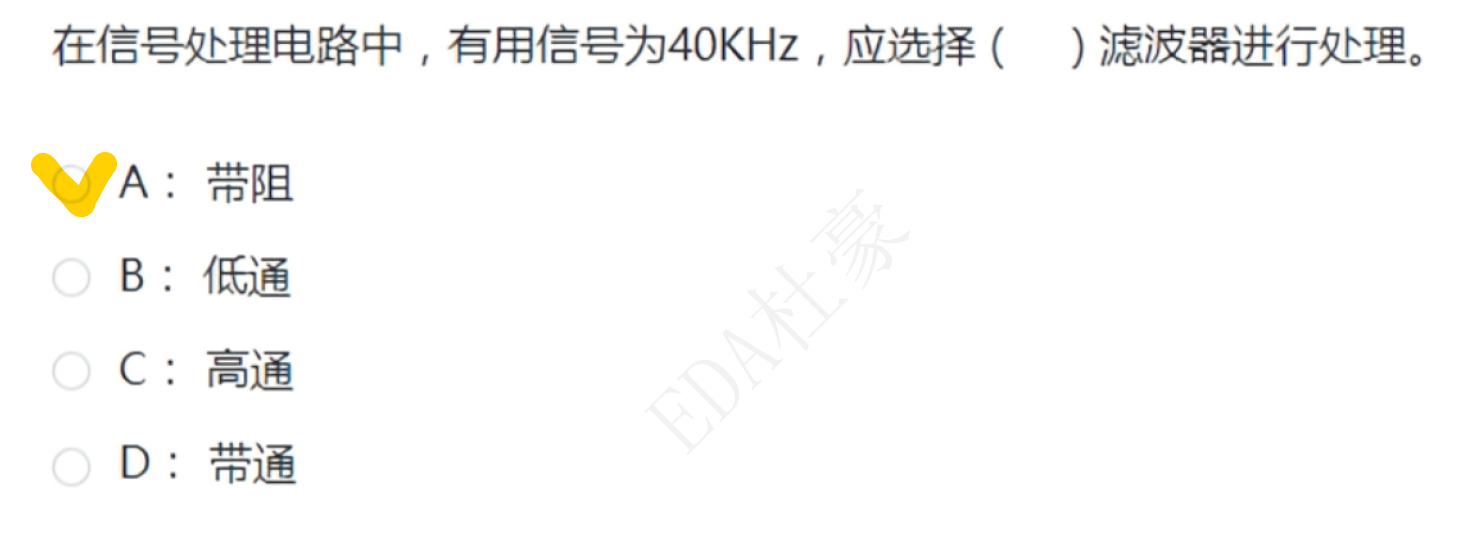 在信号处理电路中，有用信号为40KHz，应选择（　）滤波器进行处理。
A： 带阻
B： 低通
C： 高通
D： 带通
EDA杜豪